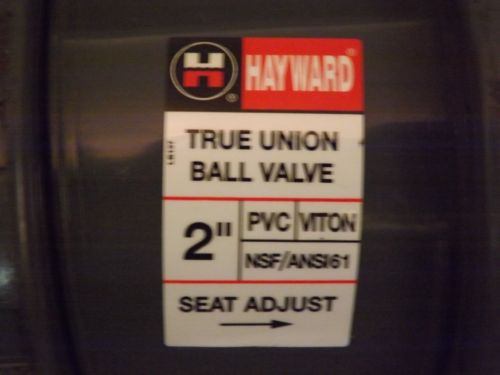 HAYWARD®
®
TRUE UNION
BALL VALVE
2"
PVC VITON
NSF/ANSI61
SEAT ADJUST